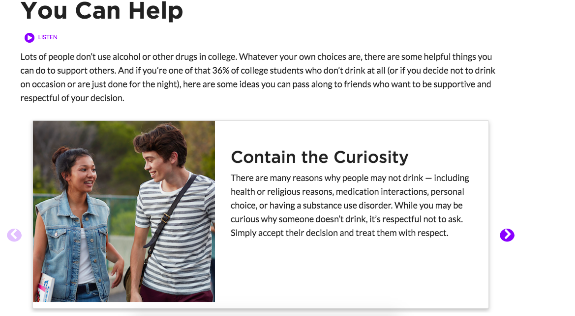 You Can Help
LISTEN
Lots of people don't use alcohol or other drugs in college. Whatever your own choices are, there are some helpful things you
can do to support others. And if you're one of that 36% of college students who don't drink at all (or if you decide not to drink
on occasion or are just done for the night), here are some ideas you can pass along to friends who want to be supportive and
respectful of your decision.
Contain the Curiosity
There are many reasons why people may not drink — including
health or religious reasons, medication interactions, personal
choice, or having a substance use disorder. While you may be
curious why someone doesn't drink, it's respectful not to ask.
Simply accept their decision and treat them with respect.